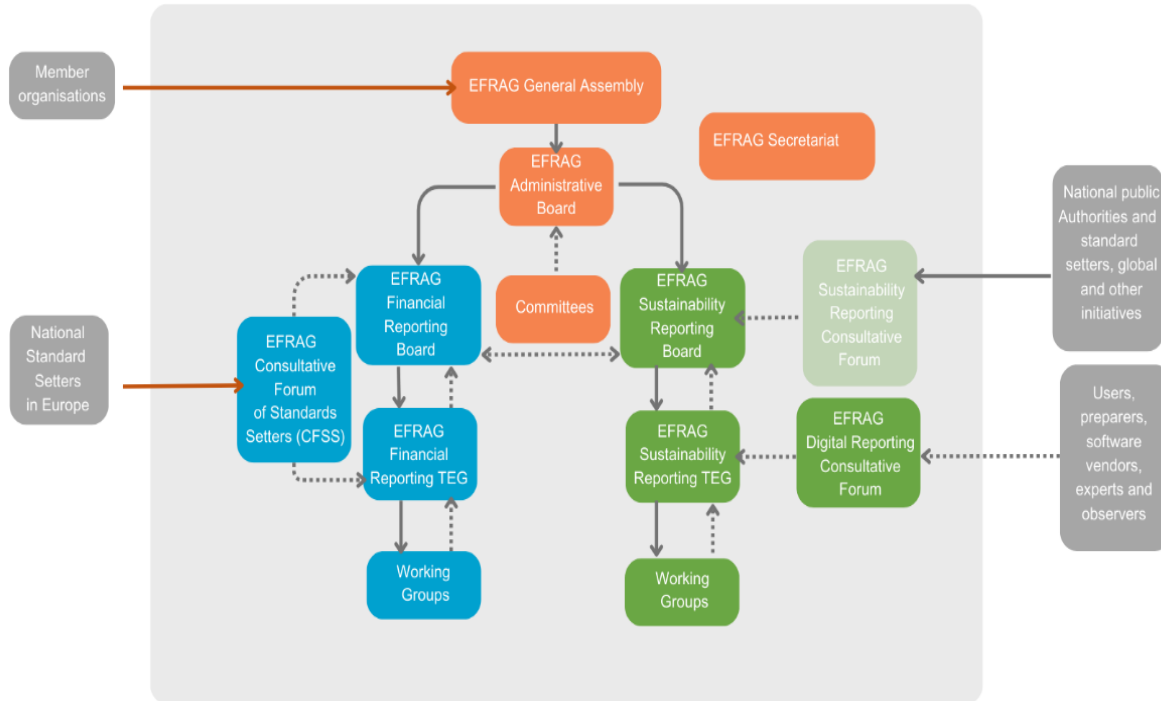 Member
organisations
EFRAG General Assembly
EFRAG Secretariat
EFRAG
Administrative
Board
National public
Authorities and
standard
setters, global
and other
initiatives
EFRAG
Financial
Reporting
Board
Committees
EFRAG
Sustainability
Reporting
Board
EFRAG
Sustainability
Reporting
Consultative
Forum
National
Standard
Setters
in Europe
EFRAG
Consultative
Forum
of Standards
Setters (CFSS)
EFRAG
Financial
Reporting TEG
EFRAG
Sustainability
Reporting TEG
EFRAG
Digital Reporting
Consultative
Forum
Users,
preparers,
software
vendors,
experts and
observers
Working
Groups
Working
Groups